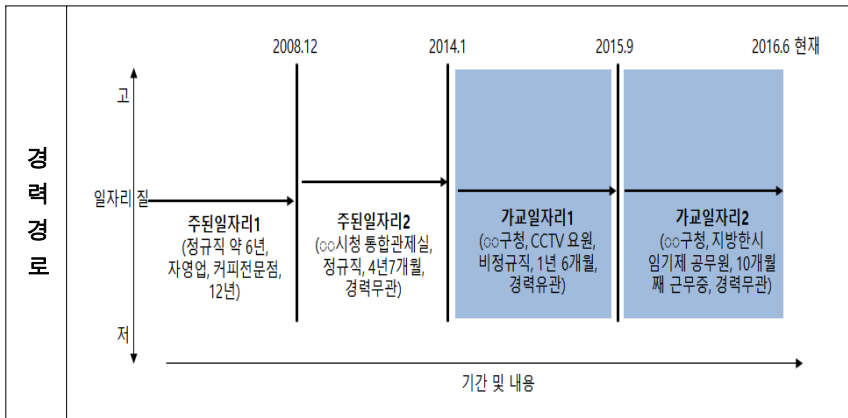 경력경로
2008.12
2014.1
2015.9
2016.6 현재
고
일자리 질
저
주된일자리1
(정규직 약 6년,
자영업, 커피전문점,
12년)
주된일자리2
(○○시청 통합관제실,
정규직, 4년7개월,
경력무관)
가교일자리1
(○○구청, CCTV 요원,
비정규직, 1년 6개월,
경력유관)
가교일자리2
(○○구청, 지방한시
임기제 공무원, 10개월
째 근무중, 경력무관)
기간 및 내용